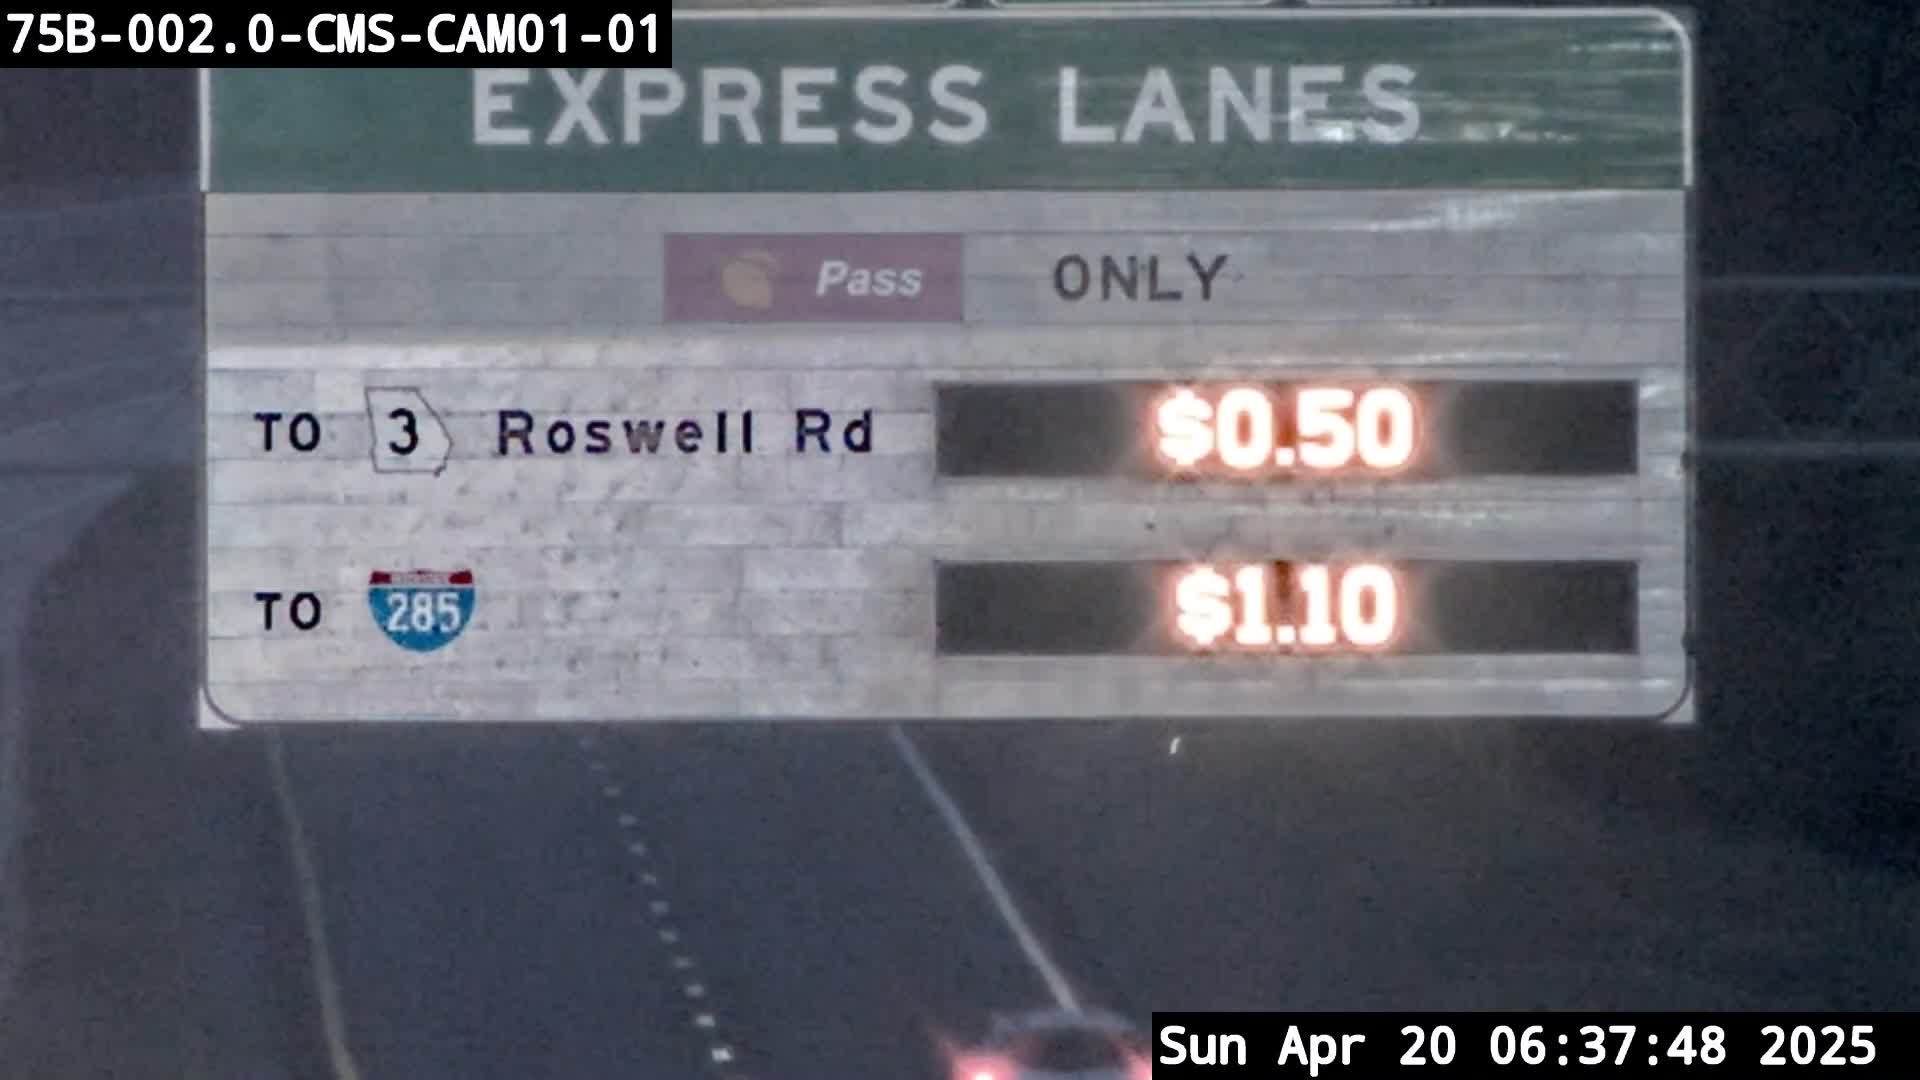 75B-002.0-CMS-CAM01-01
EXPRESS LANES
Pass ONLY
TO 3 Roswell Rd $0.50
TO 285 $1.10
Sun Apr 20 06:37:48 2025